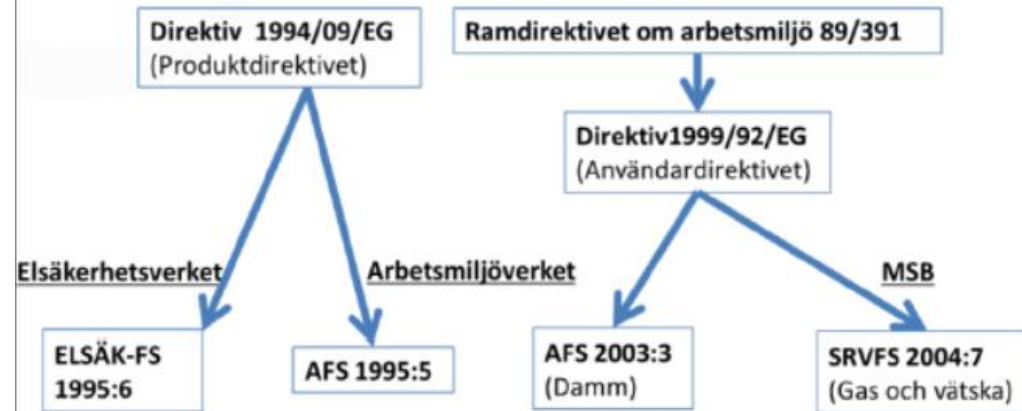 Direktiv 1994/09/EG
(Produktdirektivet)
Ramdirektivet om arbetsmiljö 89/391
Direktiv1999/92/EG
(Användardirektivet)
Elsäkerhetsverket
Arbetsmiljöverket
MSB
ELSÄK-FS
1995:6
AFS 1995:5
AFS 2003:3
(Damm)
SRVFS 2004:7
(Gas och vätska)